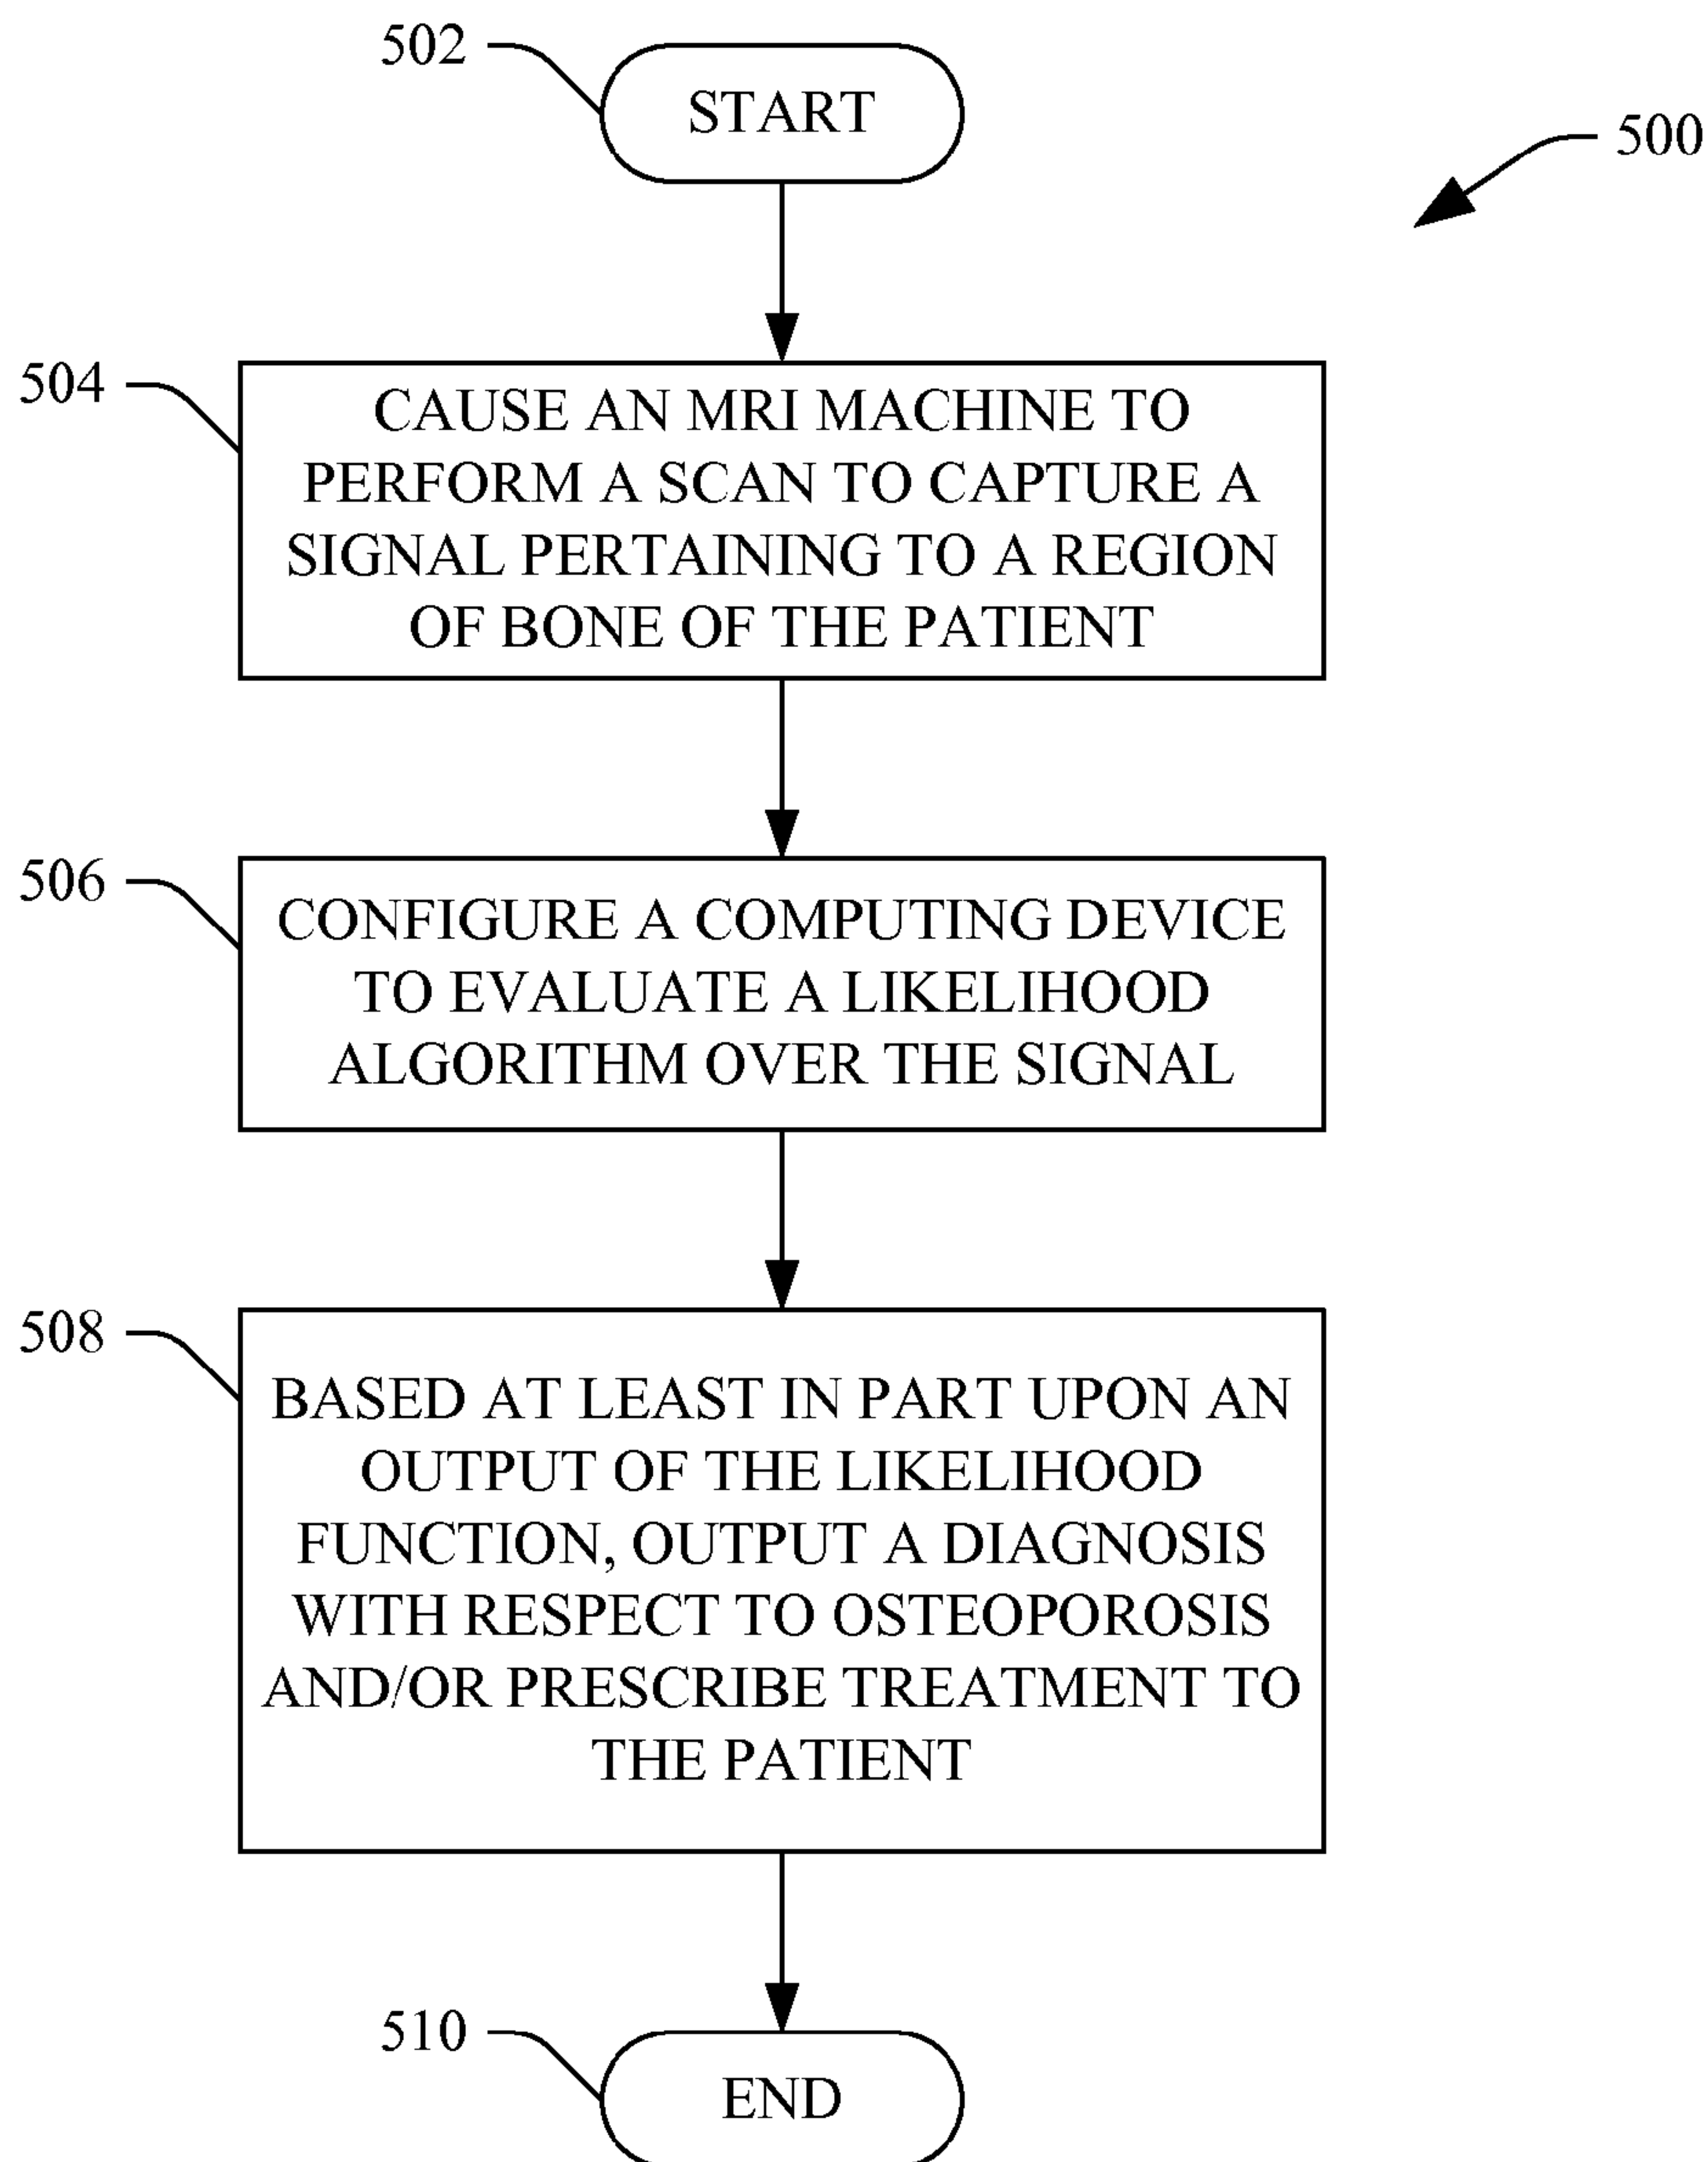 502
START
500
504
CAUSE AN MRI MACHINE TO
PERFORM A SCAN TO CAPTURE A
SIGNAL PERTAINING TO A REGION
OF BONE OF THE PATIENT
506
CONFIGURE A COMPUTING DEVICE
TO EVALUATE A LIKELIHOOD
ALGORITHM OVER THE SIGNAL
508
BASED AT LEAST IN PART UPON AN
OUTPUT OF THE LIKELIHOOD
FUNCTION, OUTPUT A DIAGNOSIS
WITH RESPECT TO OSTEOPOROSIS
AND/OR PRESCRIBE TREATMENT TO
THE PATIENT
510
END